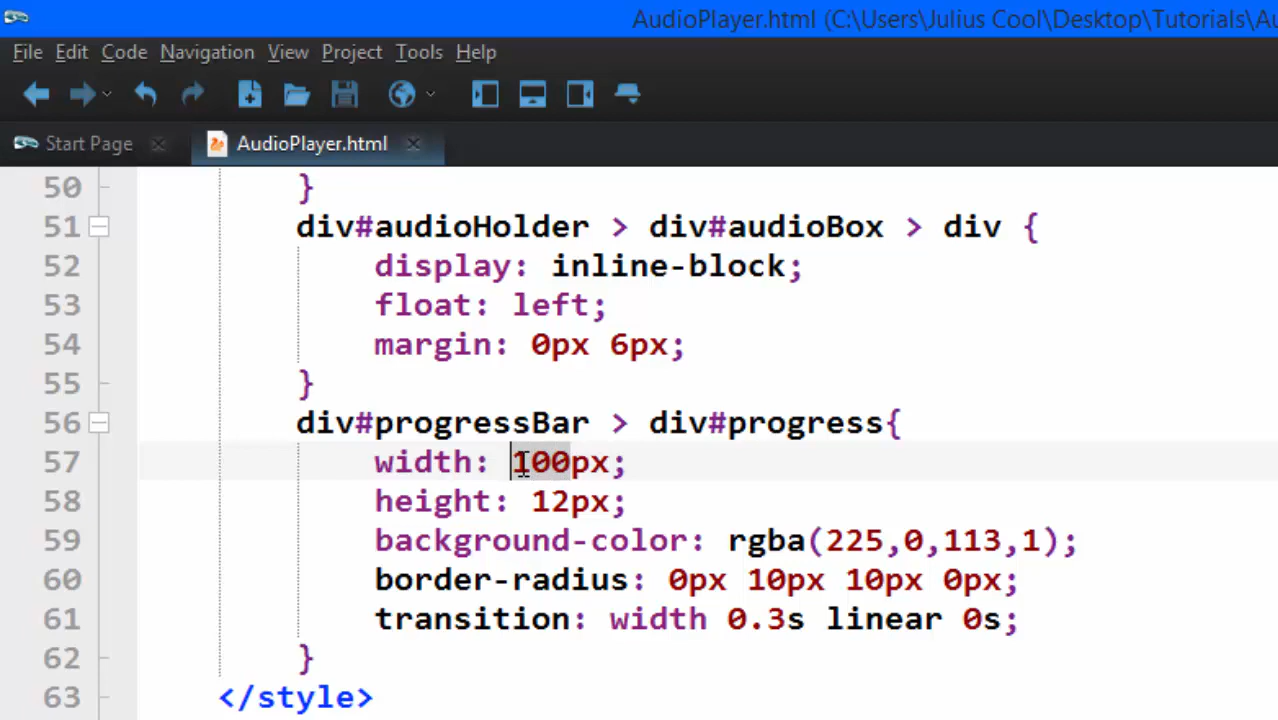 AudioPlayer.html (C:\Users\Julius Cool\Desktop\Tutorials\Au
File Edit Code Navigation View Project Tools Help
Start Page AudioPlayer.html
50 }
51 div#audioHolder > div#audioBox > div {
52 display: inline-block;
53 float: left;
54 margin: 0px 6px;
55 }
56 div#progressBar > div#progress{
57 width: 100px;
58 height: 12px;
59 background-color: rgba(225,0,113,1);
60 border-radius: 0px 10px 10px 0px;
61 transition: width 0.3s linear 0s;
62 }
63 </style>